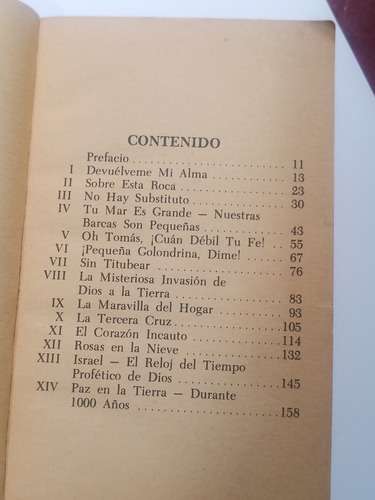 CONTENIDO
Prefacio . . . . . . . . . . . . . . . . . . . . 11
I Devuélveme Mi Alma . . . . . . . . . 13
II Sobre Esta Roca . . . . . . . . . . . . . 23
III No Hay Substituto . . . . . . . . . . . 30
IV Tu Mar Es Grande — Nuestras
Barcas Son Pequeñas . . . . . . . . . 43
V Oh Tomás, ¡Cuán Débil Tu Fe! . . 55
VI ¡Pequeña Golondrina, Dime! . . . . 67
VII Sin Titubear . . . . . . . . . . . . . . . 76
VIII La Misteriosa Invasión de
Dios a la Tierra . . . . . . . . . . . . . 83
IX La Maravilla del Hogar . . . . . . . . 93
X La Tercera Cruz . . . . . . . . . . . . . 105
XI El Corazón Incauto . . . . . . . . . . 114
XII Rosas en la Nieve . . . . . . . . . . . 132
XIII Israel — El Reloj del Tiempo
Profético de Dios . . . . . . . . . . . 145
XIV Paz en la Tierra — Durante
1000 Años . . . . . . . . . . . . . . . . 158